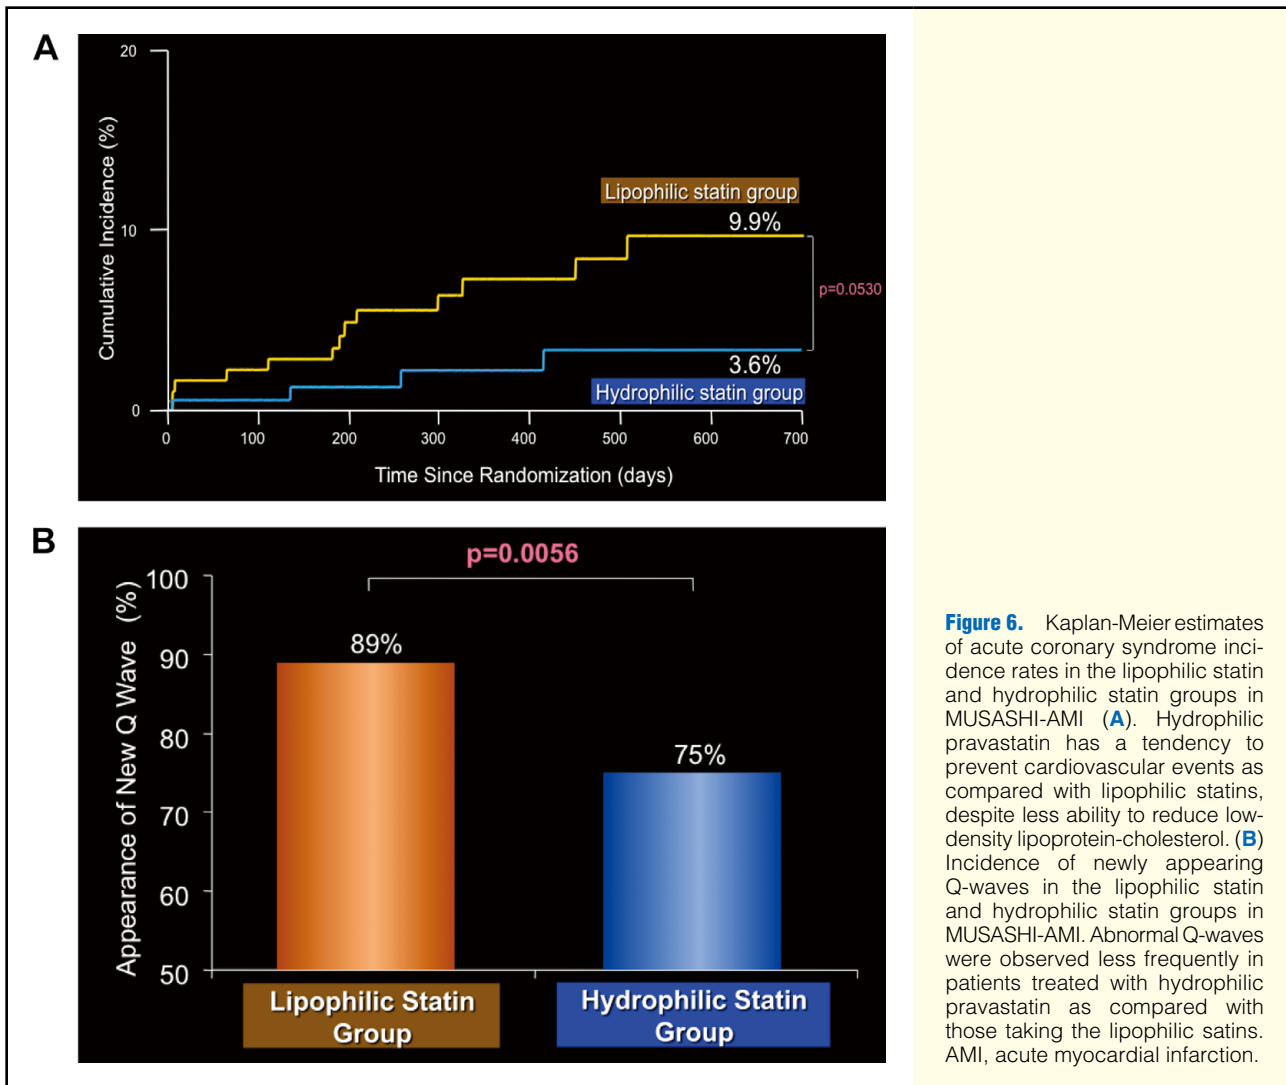 A
20
10
0
Cumulative Incidence (%)
Lipophilic statin group
9.9%
p=0.0530
3.6%
Hydrophilic statin group
0 100 200 300 400 500 600 700
Time Since Randomization (days)
B
p=0.0056
Appearance of New Q Wave (%)
100
90
80
70
60
50
89%
75%
Lipophilic Statin
Group
Hydrophilic Statin
Group
Figure 6. Kaplan-Meier estimates
of acute coronary syndrome inci-
dence rates in the lipophilic statin
and hydrophilic statin groups in
MUSASHI-AMI (A). Hydrophilic
pravastatin has a tendency to
prevent cardiovascular events as
compared with lipophilic statins,
despite less ability to reduce low-
density lipoprotein-cholesterol. (B)
Incidence of newly appearing
Q-waves in the lipophilic statin
and hydrophilic statin groups in
MUSASHI-AMI. Abnormal Q-waves
were observed less frequently in
patients treated with hydrophilic
pravastatin as compared with
those taking the lipophilic satins.
AMI, acute myocardial infarction.